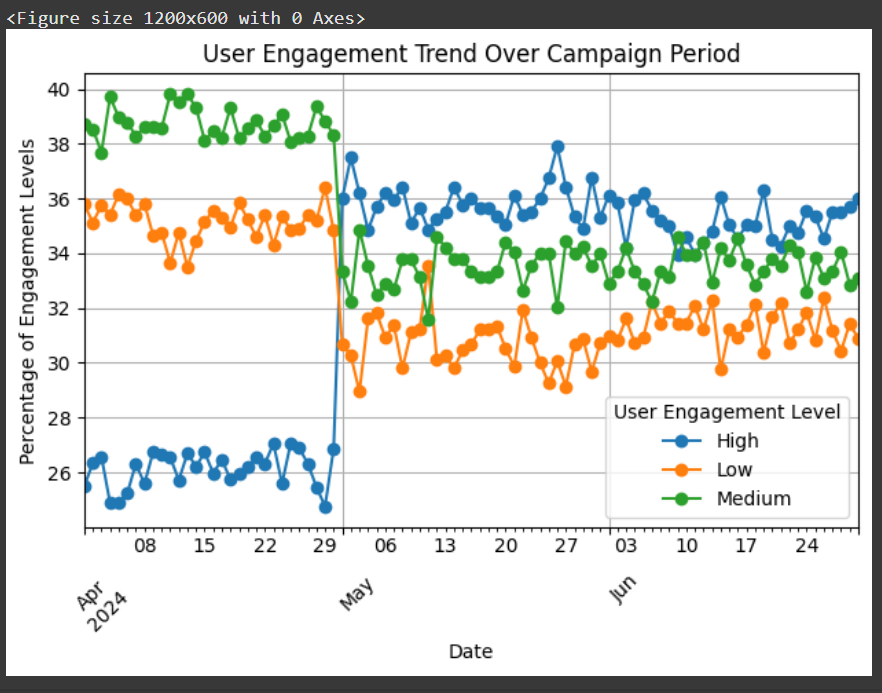 <Figure size 1200x600 with 0 Axes>
User Engagement Trend Over Campaign Period
Percentage of Engagement Levels
40
38
36
34
32
30
28
26
User Engagement Level
High
Low
Medium
08 15 22 29 06 13 20 27 03 10 17 24
Apr
2024
May
Jun
Date